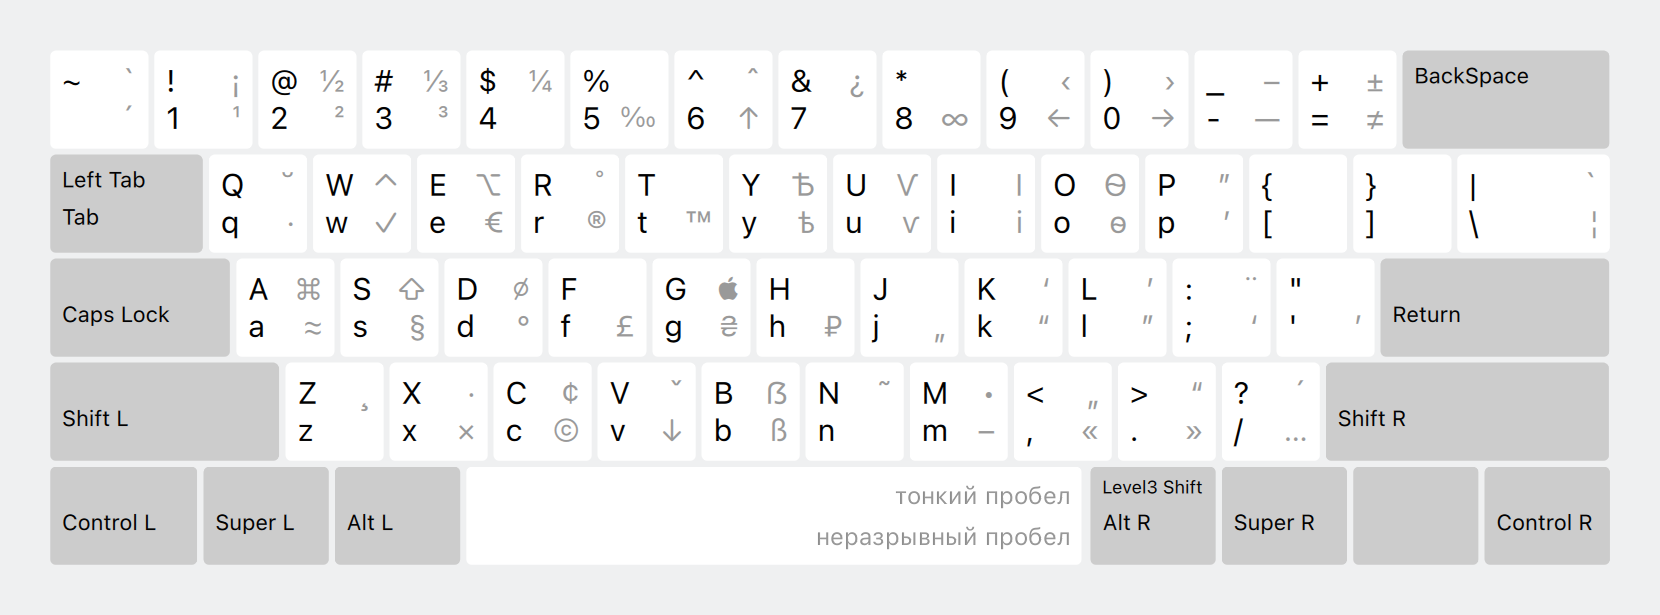 ~ ` ´
! ¡ 1 ¹
@ ½ 2 ²
# ⅓ 3 ³
$ ¼ 4
% 5 ‰
^ ˆ 6 ↑
& ¿ 7
* 8 ∞
( ‹ 9 ←
) › 0 →
_ – - —
+ ± = ≠
BackSpace
Left Tab
Tab
Q ˘ q ·
W ^ w ✓
E ⌥ e €
R ˚ r ®
T t ™
Y Ѣ y ѣ
U Ѵ u ѵ
I І i і
O Ѳ o ѳ
P ″ p ′
{ [
} ]
| ` \ ¦
Caps Lock
A ⌘ a ≈
S ⇧ s §
D ⌀ d °
F f £
G  g ₴
H h ₽
J j „
K ‘ k “
L ’ l ”
: ¨ ; ‘
" ' ’
Return
Shift L
Z ¸ z
X · x ×
C ¢ c ©
V ˇ v ↓
B ẞ b ß
N ˜ n
M • m −
< „ , «
> “ . »
? ´ / …
Shift R
Control L
Super L
Alt L
тонкий пробел
неразрывный пробел
Level3 Shift
Alt R
Super R
Control R